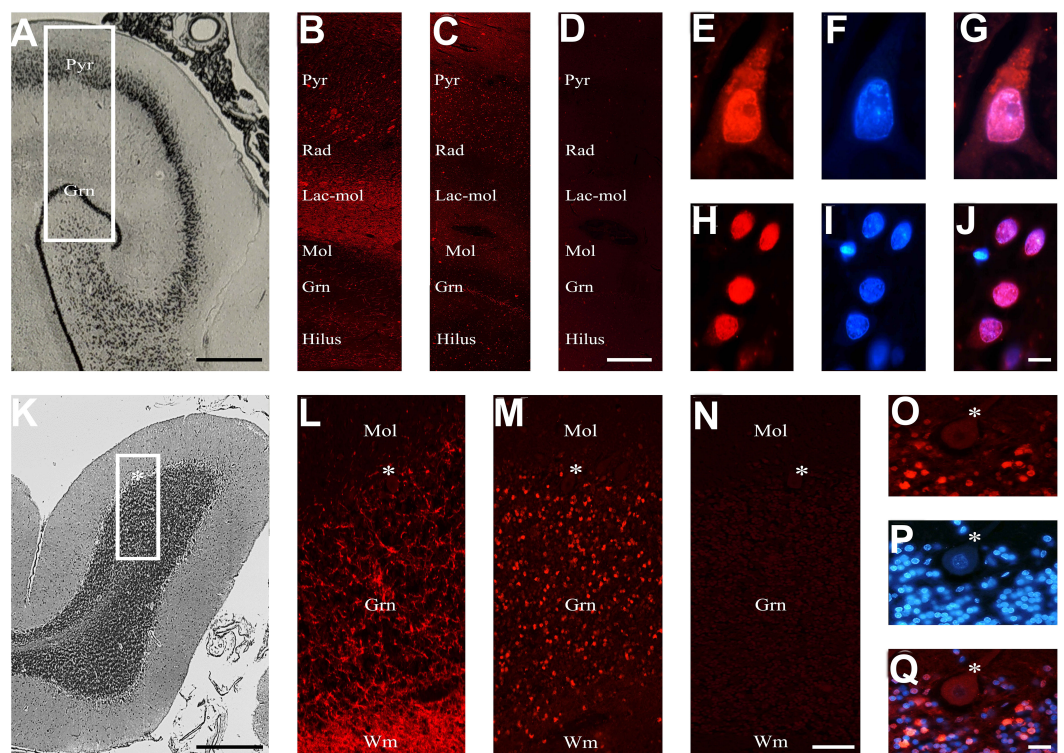 A
Pyr
Grn
B
Pyr
Rad
Lac-mol
Mol
Grn
Hilus
C
Pyr
Rad
Lac-mol
Mol
Grn
Hilus
D
Pyr
Rad
Lac-mol
Mol
Grn
Hilus
E
F
G
H
I
J
K
*
L
Mol
*
Grn
Wm
M
Mol
*
Grn
Wm
N
Mol
*
Grn
Wm
O
*
P
*
Q
*